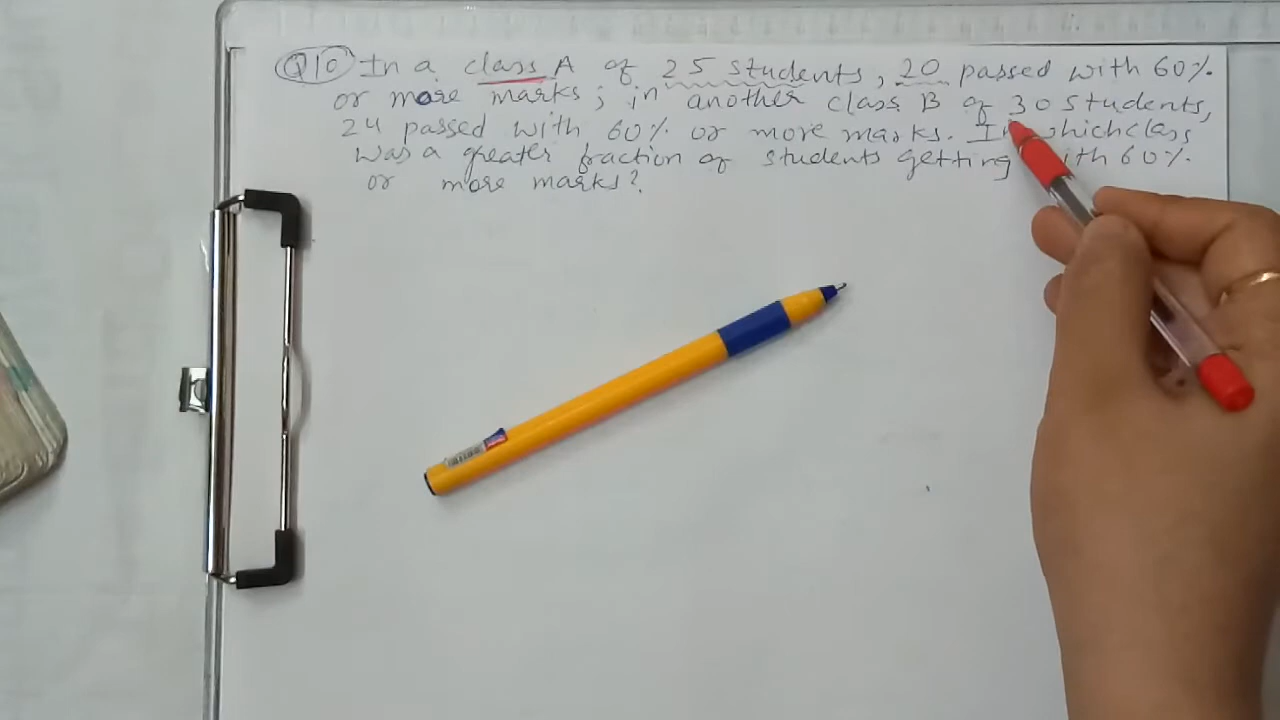 Q10 In a class A of 25 students, 20 passed with 60%
or more marks; in another class B of 30 students,
24 passed with 60% or more marks. In which class
was a greater fraction of students getting with 60%
or more marks?